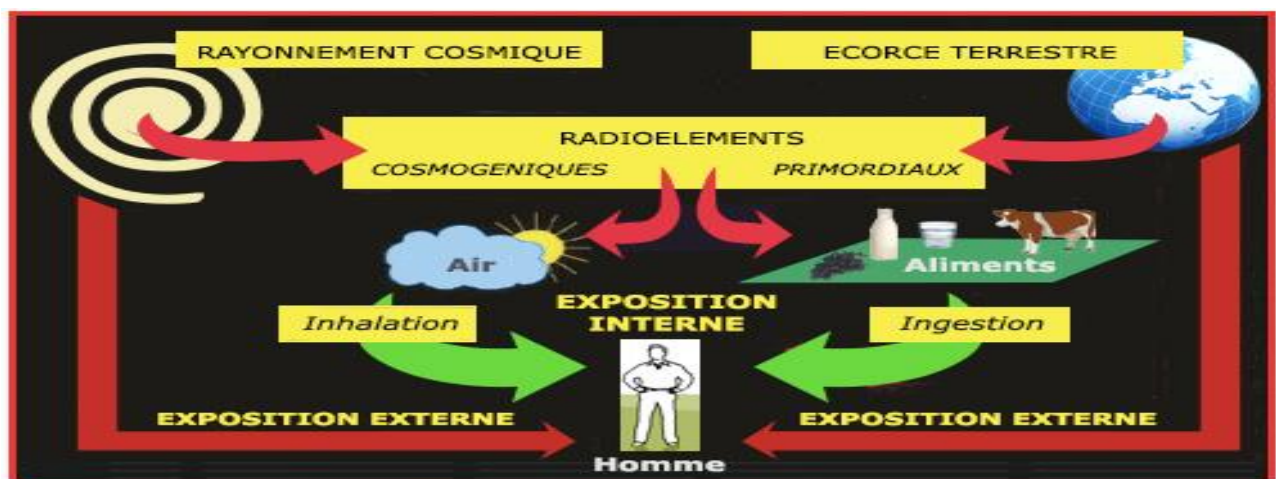 RAYONNEMENT COSMIQUE
ECORCE TERRESTRE
RADIOELEMENTS
COSMOGENIQUES
PRIMORDIAUX
Air
Aliments
EXPOSITION
INTERNE
Inhalation
Ingestion
EXPOSITION EXTERNE
EXPOSITION EXTERNE
Homme